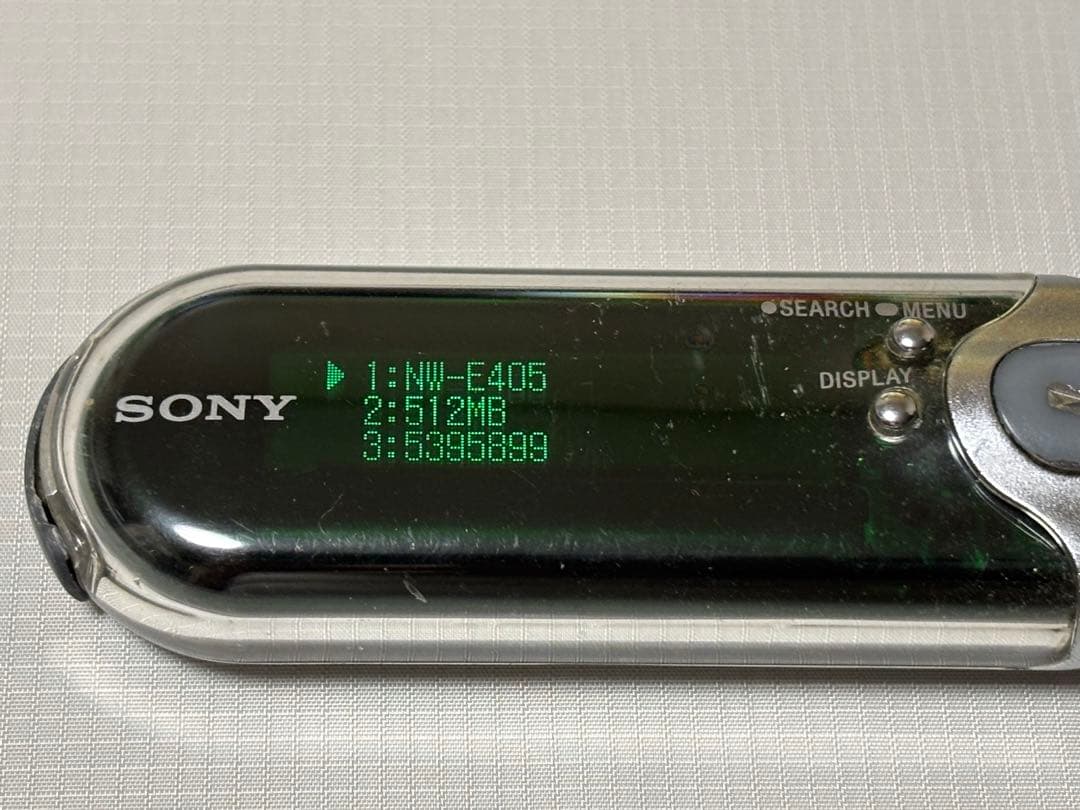 SEARCH MENU
DISPLAY
SONY
1:NW-E405
2:512MB
3:5395899